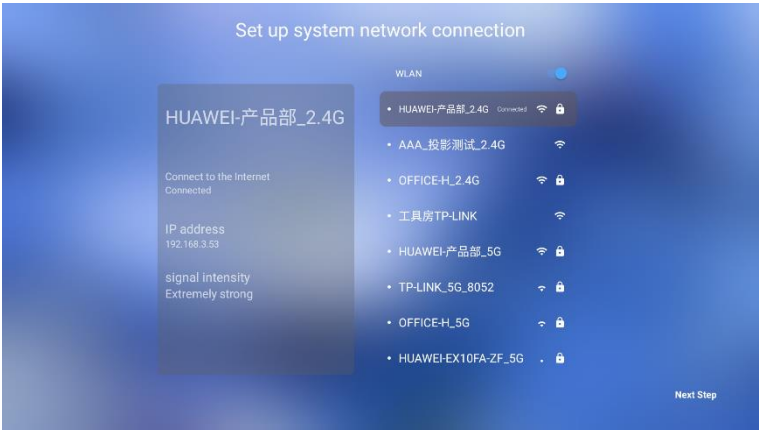 Set up system network connection
HUAWEI-产品部_2.4G
Connect to the Internet
Connected
IP address
192.168.3.53
signal intensity
Extremely strong
WLAN
HUAWEI-产品部_2.4G Connected
AAA_投影测试_2.4G
OFFICE-H_2.4G
工具房TP-LINK
HUAWEI-产品部_5G
TP-LINK_5G_8052
OFFICE-H_5G
HUAWEI-EX10FA-ZF_5G
Next Step